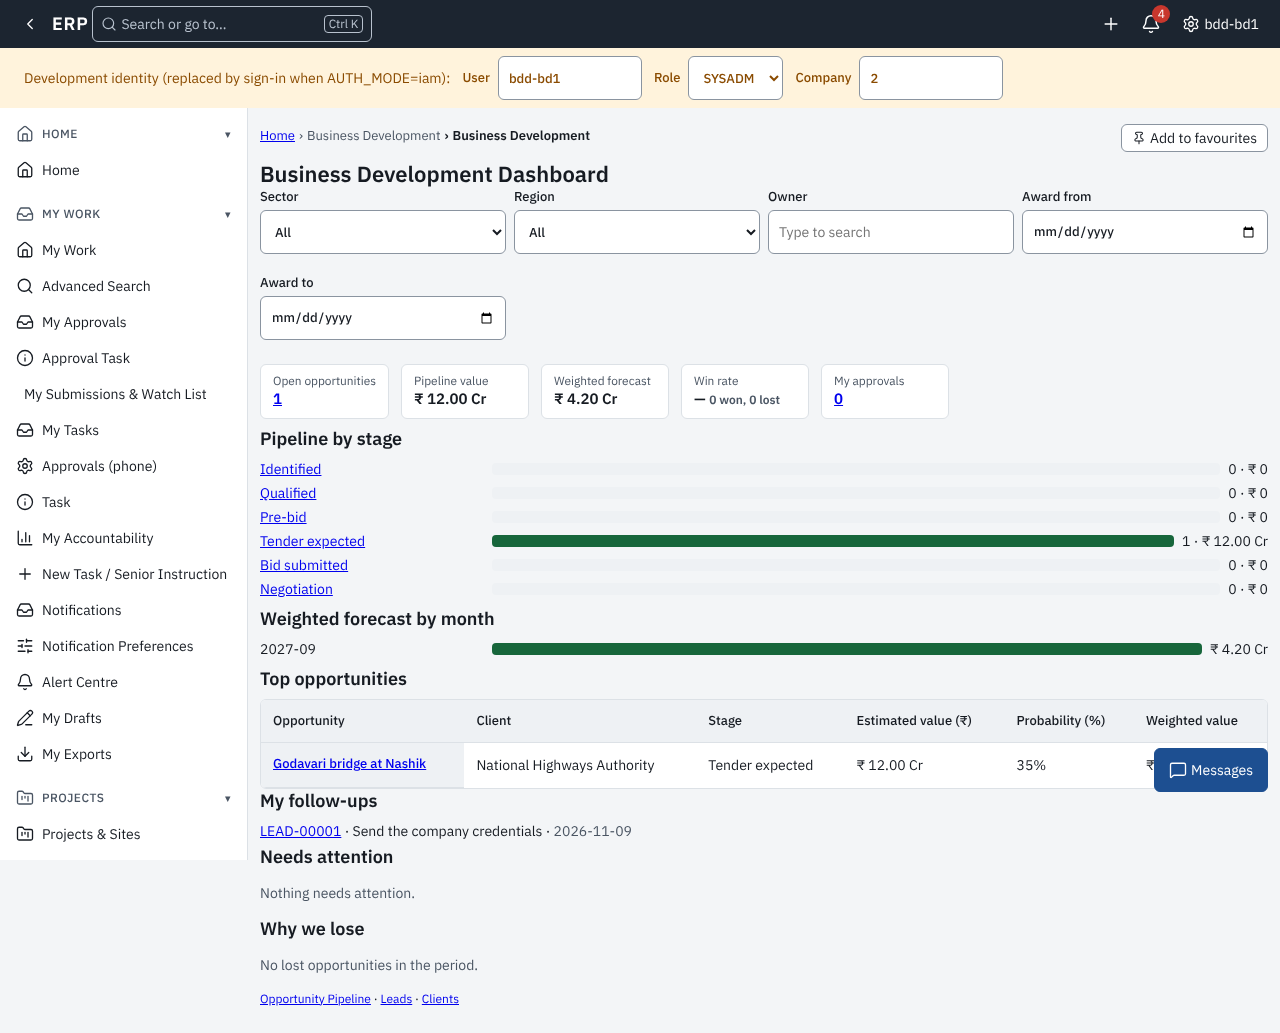 ERP
Search or go to...
Ctrl K
4
bdd-bd1
Development identity (replaced by sign-in when AUTH_MODE=iam):
User
bdd-bd1
Role
SYSADM
Company
2
HOME
Home
MY WORK
My Work
Advanced Search
My Approvals
Approval Task
My Submissions & Watch List
My Tasks
Approvals (phone)
Task
My Accountability
New Task / Senior Instruction
Notifications
Notification Preferences
Alert Centre
My Drafts
My Exports
PROJECTS
Projects & Sites
Home › Business Development › Business Development
Add to favourites
Business Development Dashboard
Sector
All
Region
All
Owner
Type to search
Award from
mm/dd/yyyy
Award to
mm/dd/yyyy
Open opportunities
1
Pipeline value
₹ 12.00 Cr
Weighted forecast
₹ 4.20 Cr
Win rate
— 0 won, 0 lost
My approvals
0
Pipeline by stage
Identified 0 · ₹ 0
Qualified 0 · ₹ 0
Pre-bid 0 · ₹ 0
Tender expected 1 · ₹ 12.00 Cr
Bid submitted 0 · ₹ 0
Negotiation 0 · ₹ 0
Weighted forecast by month
2027-09 ₹ 4.20 Cr
Top opportunities
Opportunity Client Stage Estimated value (₹) Probability (%) Weighted value
Godavari bridge at Nashik National Highways Authority Tender expected ₹ 12.00 Cr 35% ₹
Messages
My follow-ups
LEAD-00001 · Send the company credentials · 2026-11-09
Needs attention
Nothing needs attention.
Why we lose
No lost opportunities in the period.
Opportunity Pipeline · Leads · Clients